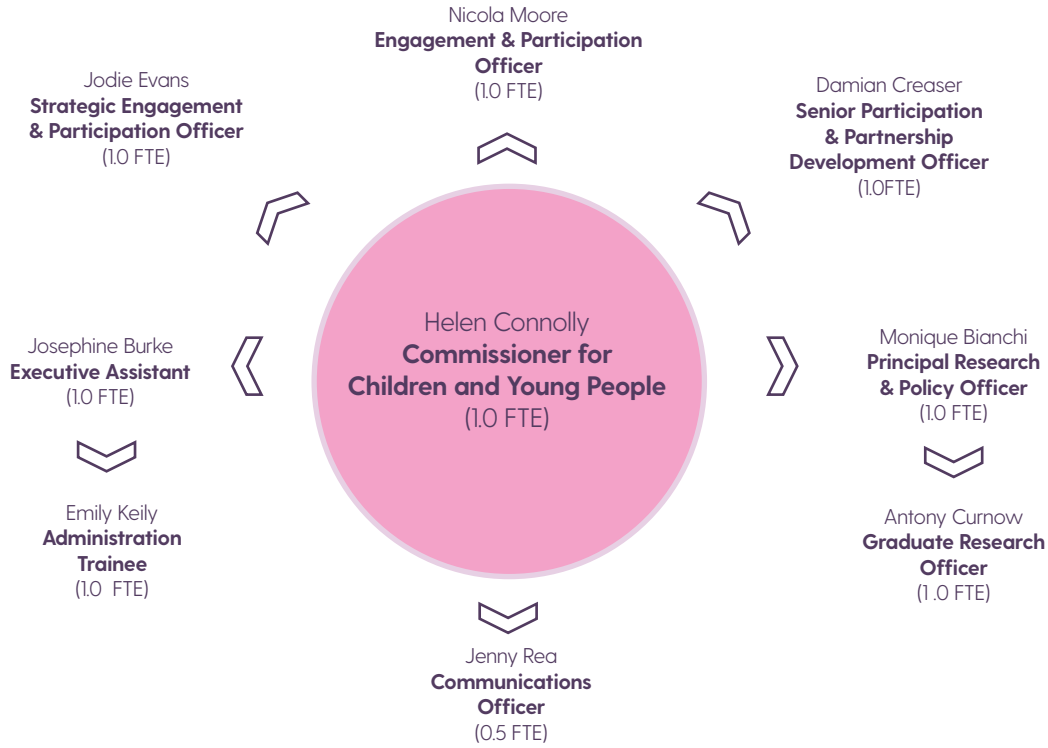 Nicola Moore
Engagement & Participation
Officer
(1.0 FTE)
Jodie Evans
Strategic Engagement
& Participation Officer
(1.0 FTE)
Damian Creaser
Senior Participation
& Partnership
Development Officer
(1.0FTE)
Helen Connolly
Commissioner for
Children and Young People
(1.0 FTE)
Josephine Burke
Executive Assistant
(1.0 FTE)
Monique Bianchi
Principal Research
& Policy Officer
(1.0 FTE)
Emily Keily
Administration
Trainee
(1.0 FTE)
Antony Curnow
Graduate Research
Officer
(1 .0 FTE)
Jenny Rea
Communications
Officer
(0.5 FTE)